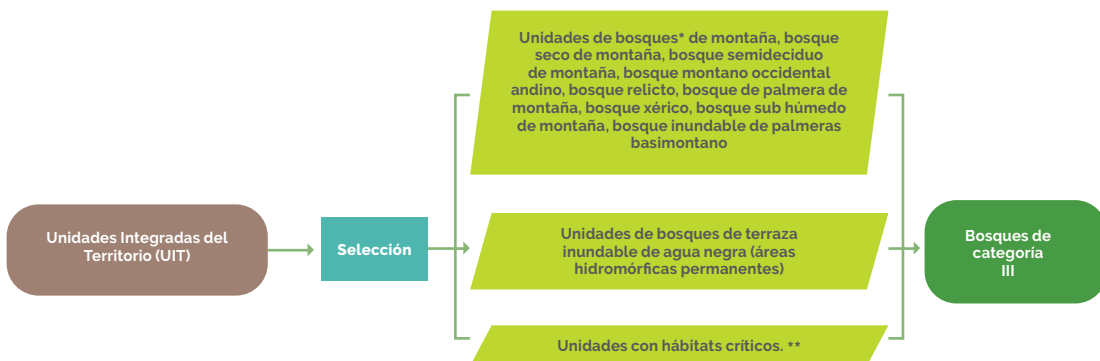 Unidades de bosques* de montaña, bosque
seco de montaña, bosque semideciduo
de montaña, bosque montano occidental
andino, bosque relicto, bosque de palmera de
montaña, bosque xérico, bosque sub húmedo
de montaña, bosque inundable de palmeras
basimontano
Unidades Integradas del
Territorio (UIT)
Selección
Unidades de bosques de terraza
inundable de agua negra (áreas
hidromórficas permanentes)
Bosques de
categoría
III
Unidades con hábitats críticos. **